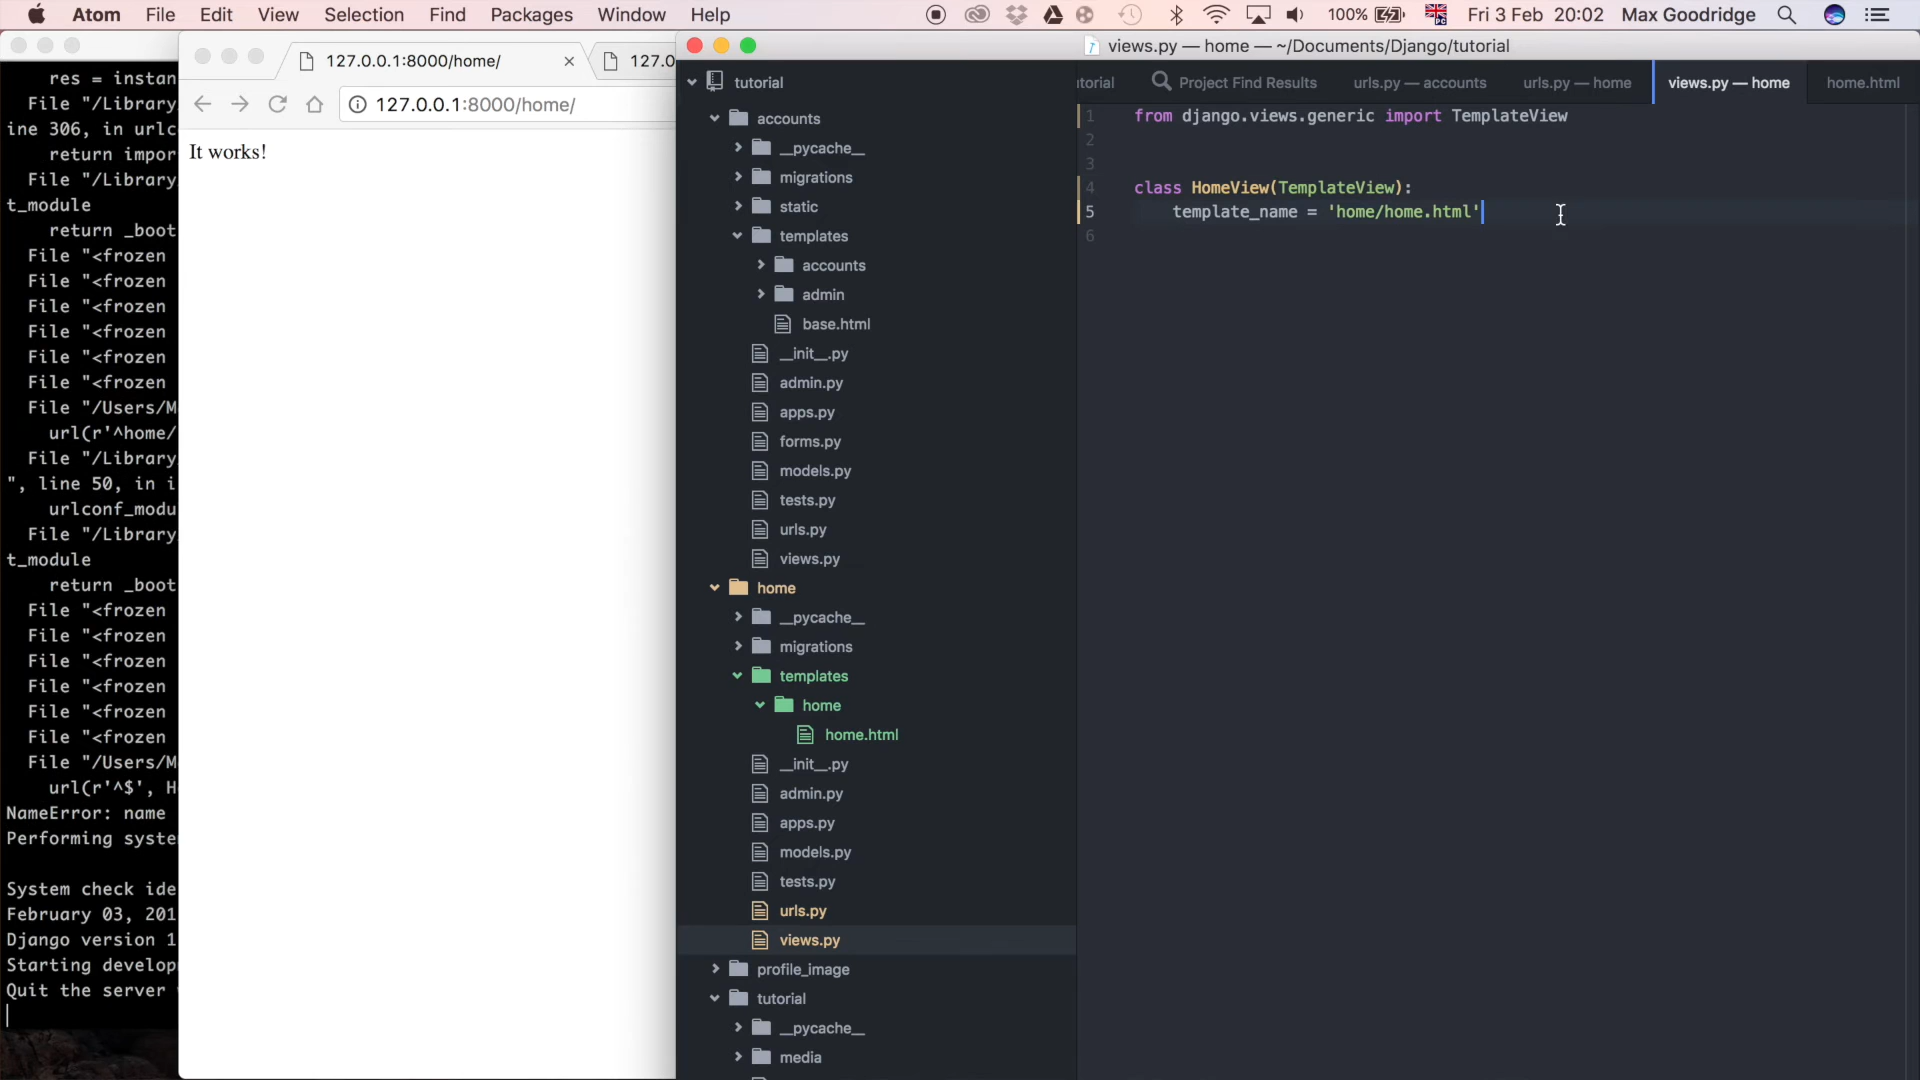 Atom File Edit View Selection Find Packages Window Help 100% Fri 3 Feb 20:02 Max Goodridge
res = instan
File "/Library
ine 306, in urlc
return impor
File "/Library
t_module
return _boot
File "<frozen
File "<frozen
File "<frozen
File "<frozen
File "<frozen
File "<frozen
File "/Users/M
url(r'^home/
File "/Library
", line 50, in i
urlconf_modu
File "/Library
t_module
return _boot
File "<frozen
File "<frozen
File "<frozen
File "<frozen
File "<frozen
File "<frozen
File "/Users/M
url(r'^$', H
NameError: name
Performing syste
System check ide
February 03, 201
Django version 1
Starting develop
Quit the server
127.0.0.1:8000/home/ × 127.0
127.0.0.1:8000/home/
It works!
views.py — home — ~/Documents/Django/tutorial
tutorial
accounts
__pycache__
migrations
static
templates
accounts
admin
base.html
__init__.py
admin.py
apps.py
forms.py
models.py
tests.py
urls.py
views.py
home
__pycache__
migrations
templates
home
home.html
__init__.py
admin.py
apps.py
models.py
tests.py
urls.py
views.py
profile_image
tutorial
__pycache__
media
utorial Project Find Results urls.py — accounts urls.py — home views.py — home home.html
1 from django.views.generic import TemplateView
2
3
4 class HomeView(TemplateView):
5 template_name = 'home/home.html'
6